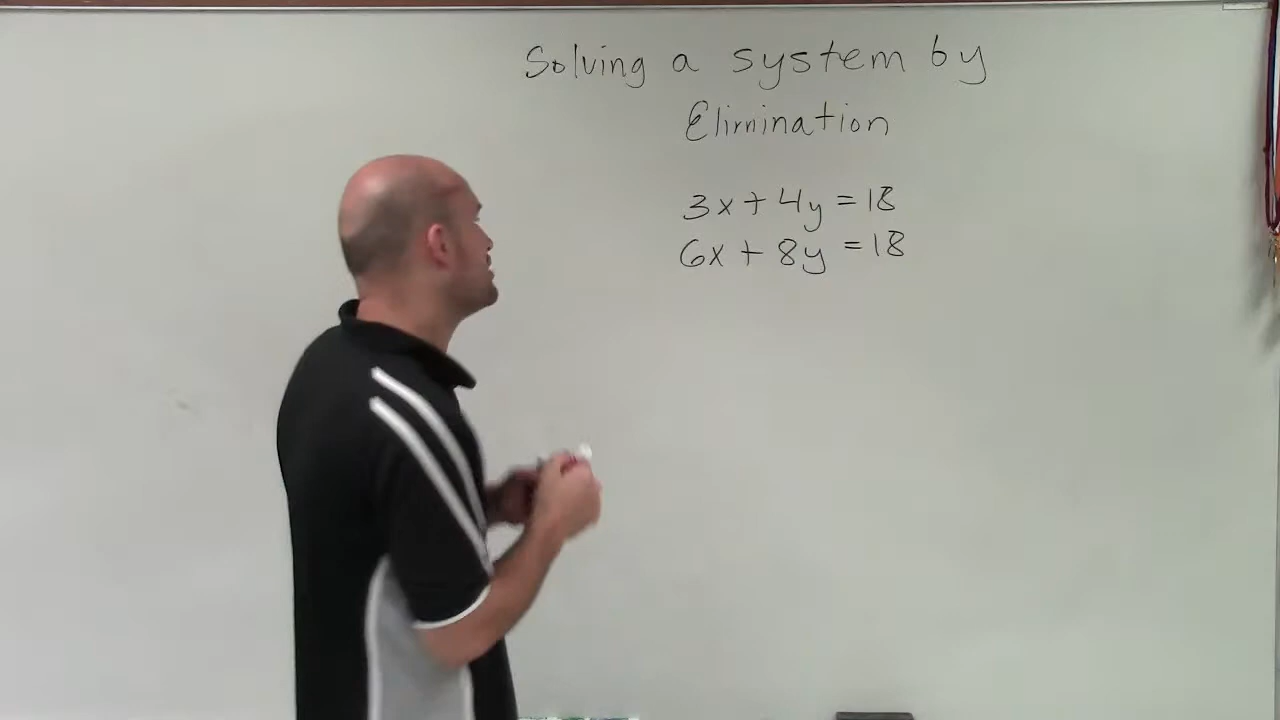 Solving a system by
Elimination
3x + 4y = 18
6x + 8y = 18